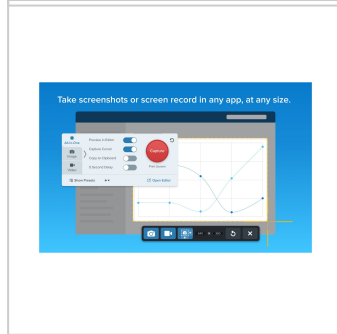 Take screenshots or screen record in any app, at any size.
All-in-One
Image
Video
Preview in Editor
Capture Cursor
Copy to Clipboard
5 Second Delay
Capture
Print Screen
Show Presets
Open Editor